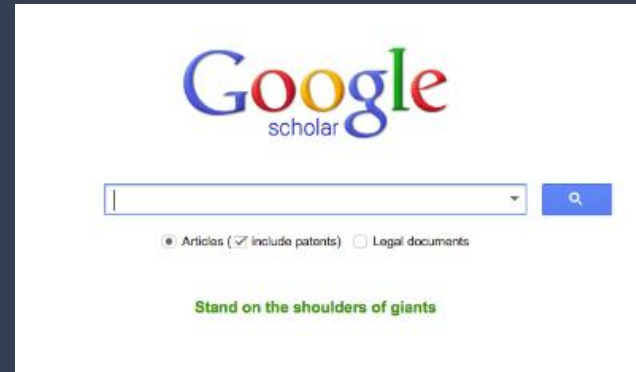 Google
scholar
Articles (include patents) Legal documents
Stand on the shoulders of giants